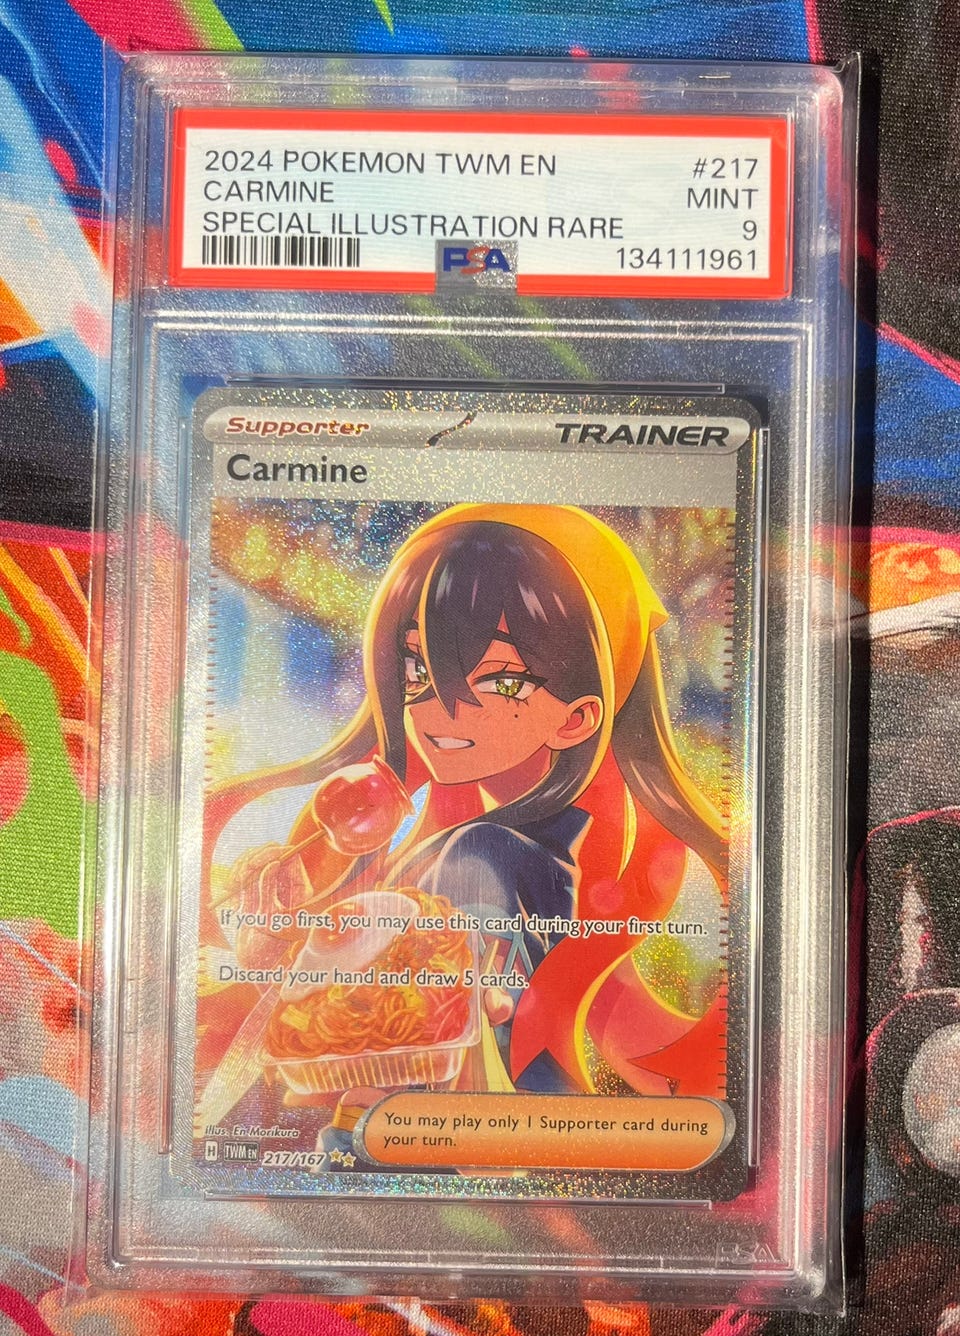 2024 POKEMON TWM EN #217
CARMINE MINT
SPECIAL ILLUSTRATION RARE 9
PSA 134111961
Supporter TRAINER
Carmine
If you go first, you may use this card during your first turn.
Discard your hand and draw 5 cards.
You may play only 1 Supporter card during
your turn.
Illus. En Morikura
H TWM EN 217/167
PSA